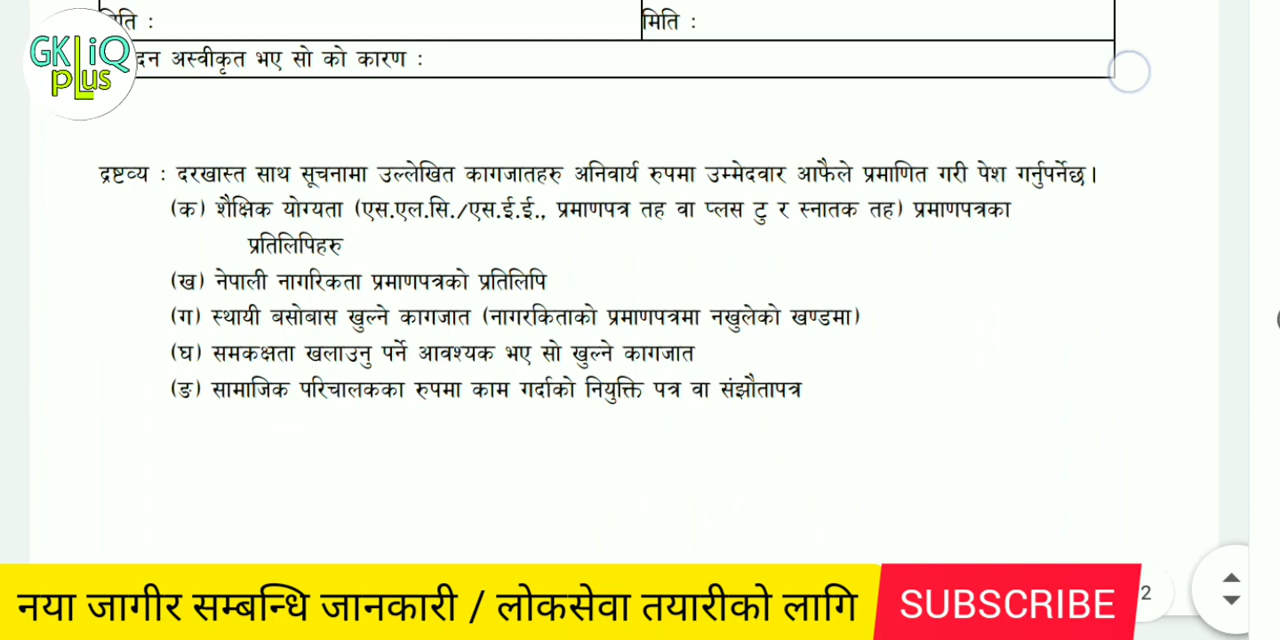 मिति :
GK iQ
plus
अस्वीकृत भए सो को कारण :
द्रष्टव्य : दरखास्त साथ सूचनामा उल्लेखित कागजातहरु अनिवार्य रुपमा उम्मेदवार आफैले प्रमाणित गरी पेश गर्नुपर्नेछ।
(क) शैक्षिक योग्यता (एस.एल.सि./एस.ई.ई., प्रमाणपत्र तह वा प्लस टु र स्नातक तह) प्रमाणपत्रका
प्रतिलिपिहरु
(ख) नेपाली नागरिकता प्रमाणपत्रको प्रतिलिपि
(ग) स्थायी बसोबास खुल्ने कागजात (नागरकिताको प्रमाणपत्रमा नखुलेको खण्डमा)
(घ) समकक्षता खलाउनु पर्ने आवश्यक भए सो खुल्ने कागजात
(ङ) सामाजिक परिचालकका रुपमा काम गर्दाको नियुक्ति पत्र वा संझौतापत्र
2
नया जागीर सम्बन्धि जानकारी / लोकसेवा तयारीको लागि SUBSCRIBE